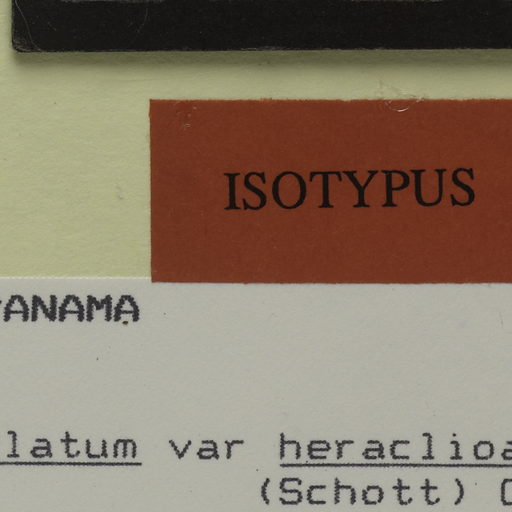 ISOTYPUS
ANAMA
latum var heraclioa
(Schott)